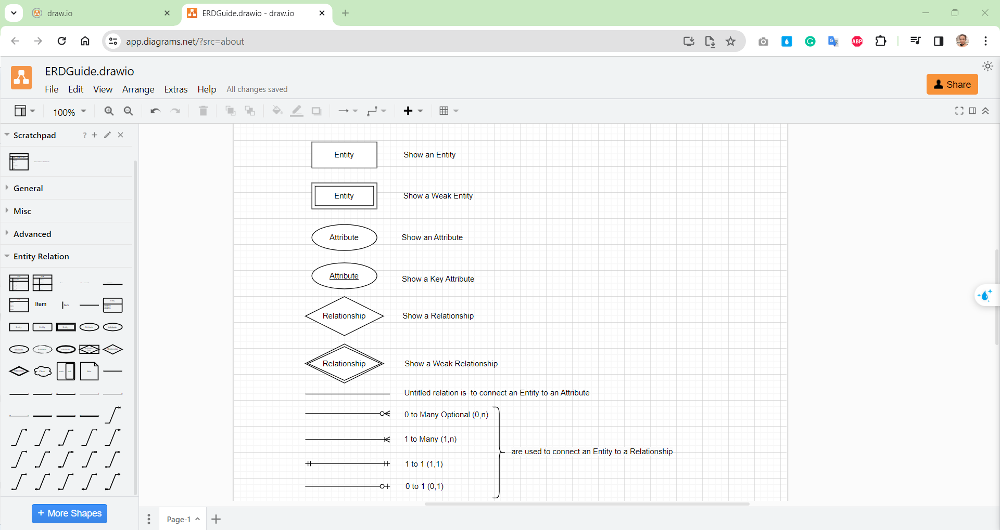 draw.io
ERDGuide.drawio - draw.io
app.diagrams.net/?src=about
ABP
ERDGuide.drawio
File Edit View Arrange Extras Help All changes saved
Share
100%
Scratchpad
?
General
Misc
Advanced
Entity Relation
Item
+ More Shapes
Entity Show an Entity
Entity Show a Weak Entity
Attribute Show an Attribute
Attribute Show a Key Attribute
Relationship Show a Relationship
Relationship Show a Weak Relationship
Untitled relation is to connect an Entity to an Attribute
0 to Many Optional (0,n)
1 to Many (1,n)
are used to connect an Entity to a Relationship
1 to 1 (1,1)
0 to 1 (0,1)
Page-1